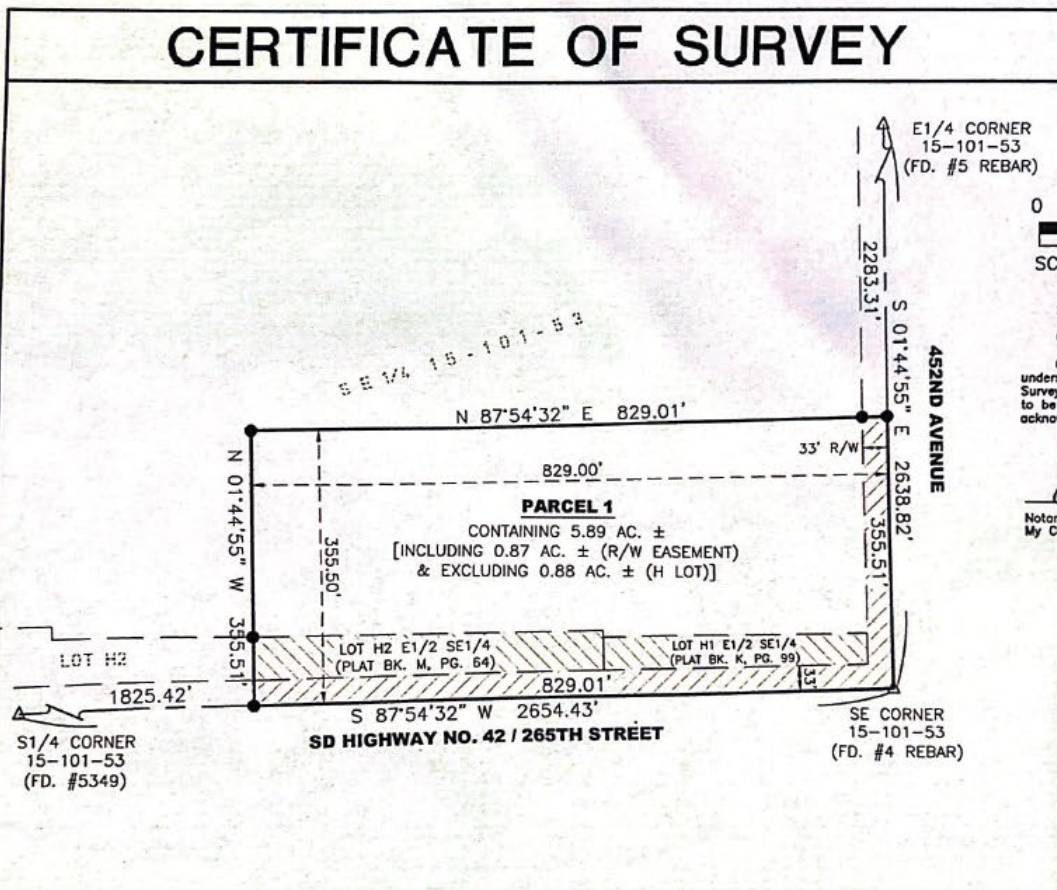 CERTIFICATE OF SURVEY
E1/4 CORNER
15-101-53
(FD. #5 REBAR)
0
SC
2283.31'
S 01°44'55" E 2638.82'
452ND AVENUE
SE1/4 15-101-53
N 87°54'32" E 829.01'
33' R/W
829.00'
N 01°44'55" W 355.51'
355.50'
355.51'
PARCEL 1
CONTAINING 5.89 AC. ±
[INCLUDING 0.87 AC. ± (R/W EASEMENT)
& EXCLUDING 0.88 AC. ± (H LOT)]
LOT H2
LOT H2 E1/2 SE1/4
(PLAT BK. M, PG. 64)
LOT H1 E1/2 SE1/4
(PLAT BK. K, PG. 99)
33'
1825.42'
829.01'
S 87°54'32" W 2654.43'
SD HIGHWAY NO. 42 / 265TH STREET
S1/4 CORNER
15-101-53
(FD. #5349)
SE CORNER
15-101-53
(FD. #4 REBAR)
under
Survey
to be
acknow
Notar
My C